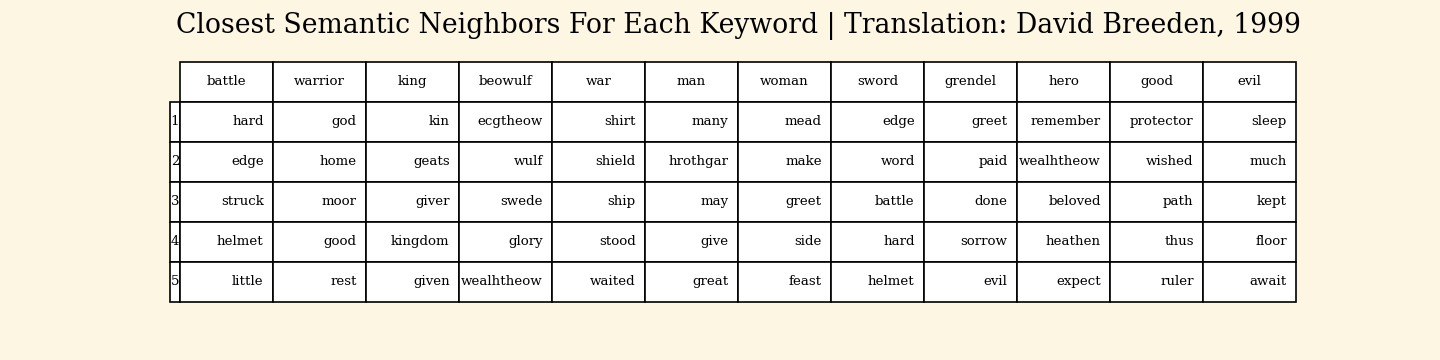 Closest Semantic Neighbors For Each Keyword | Translation: David Breeden, 1999
battle warrior king beowulf war man woman sword grendel hero good evil
1 hard god kin ecgtheow shirt many mead edge greet remember protector sleep
2 edge home geats wulf shield hrothgar make word paid wealhtheow wished much
3 struck moor giver swede ship may greet battle done beloved path kept
4 helmet good kingdom glory stood give side hard sorrow heathen thus floor
5 little rest given wealhtheow waited great feast helmet evil expect ruler await